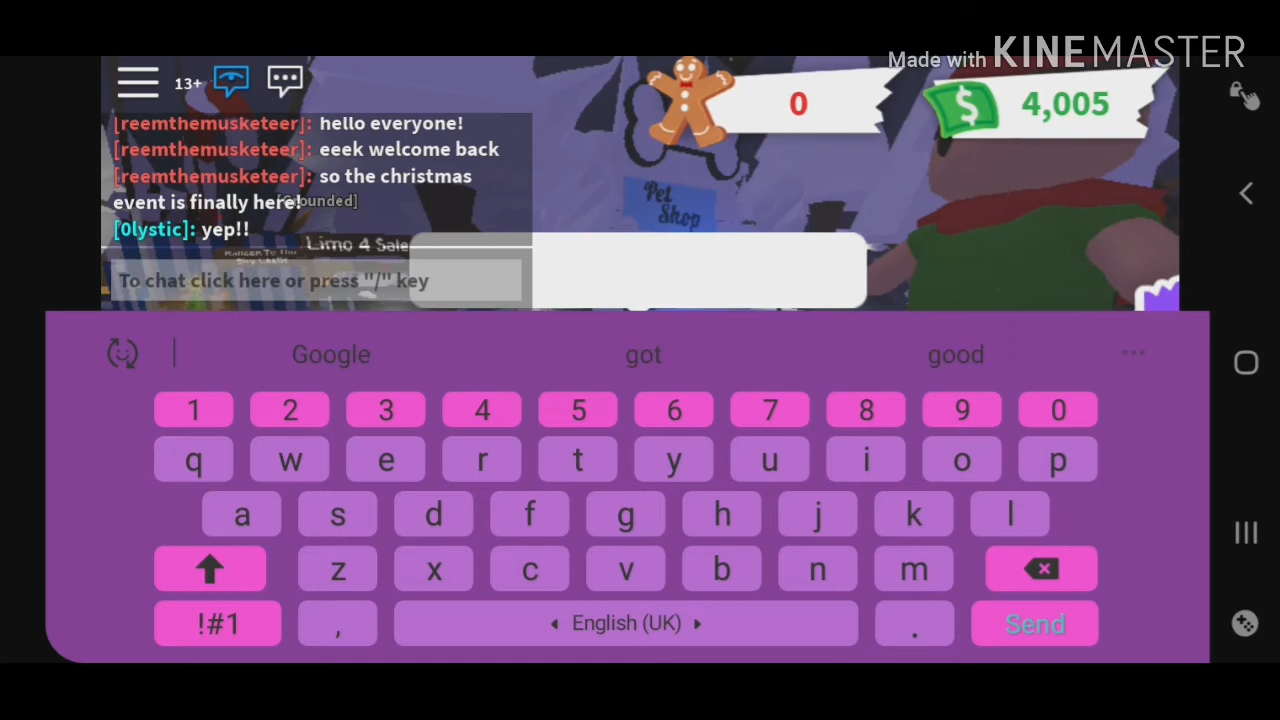 Made with KINEMASTER
13+
0
4,005
[reemthemusketeer]: hello everyone!
[reemthemusketeer]: eeek welcome back
[reemthemusketeer]: so the christmas
event is finally here!
[0lystic]: yep!!
Pet
Shop
Limo 4 Sale
To chat click here or press "/" key
Google got good
1 2 3 4 5 6 7 8 9 0
q w e r t y u i o p
a s d f g h j k l
z x c v b n m
!#1 , English (UK) . Send